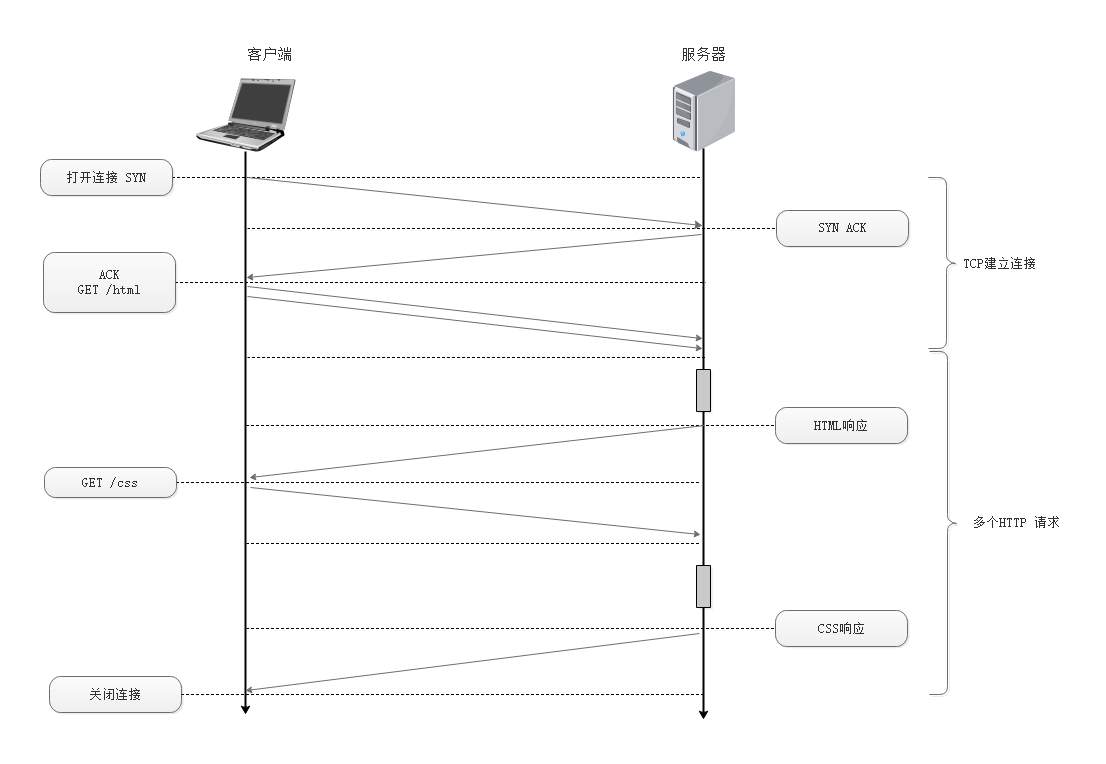 客户端
服务器
打开连接 SYN
SYN ACK
TCP建立连接
ACK
GET /html
HTML响应
GET /css
多个HTTP 请求
CSS响应
关闭连接